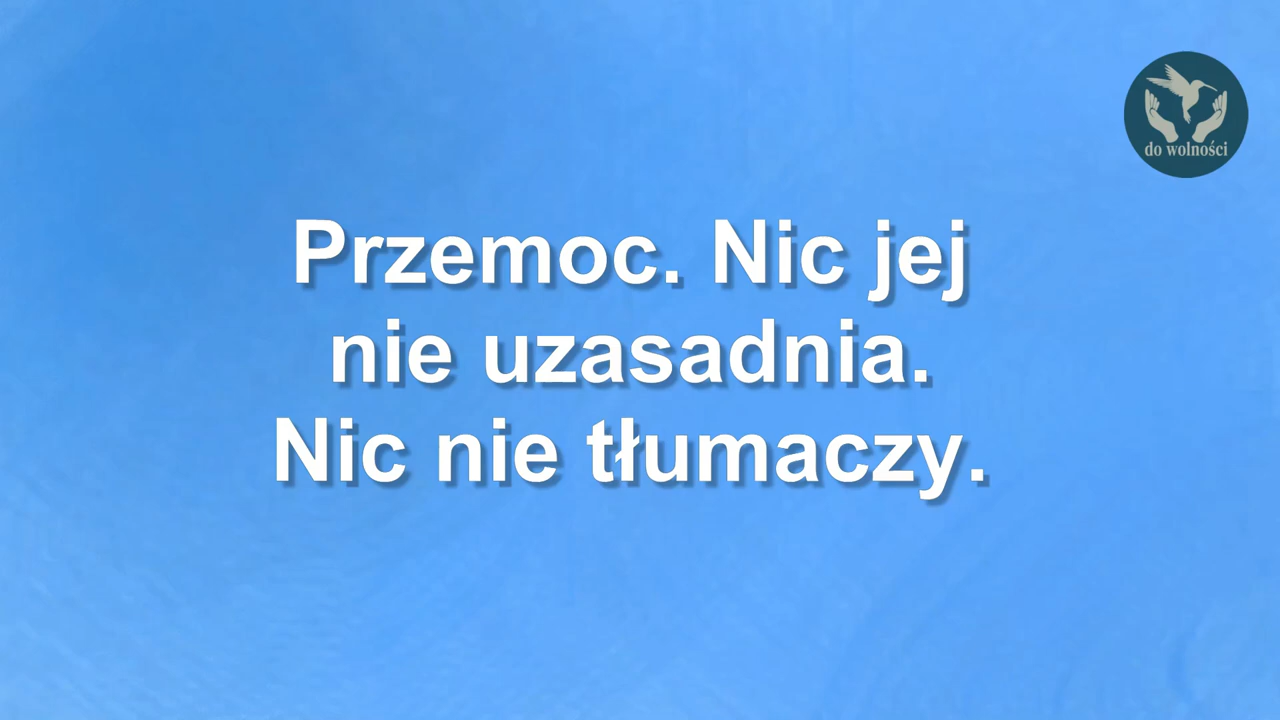 do wolności
Przemoc. Nic jej
nie uzasadnia.
Nic nie tłumaczy.